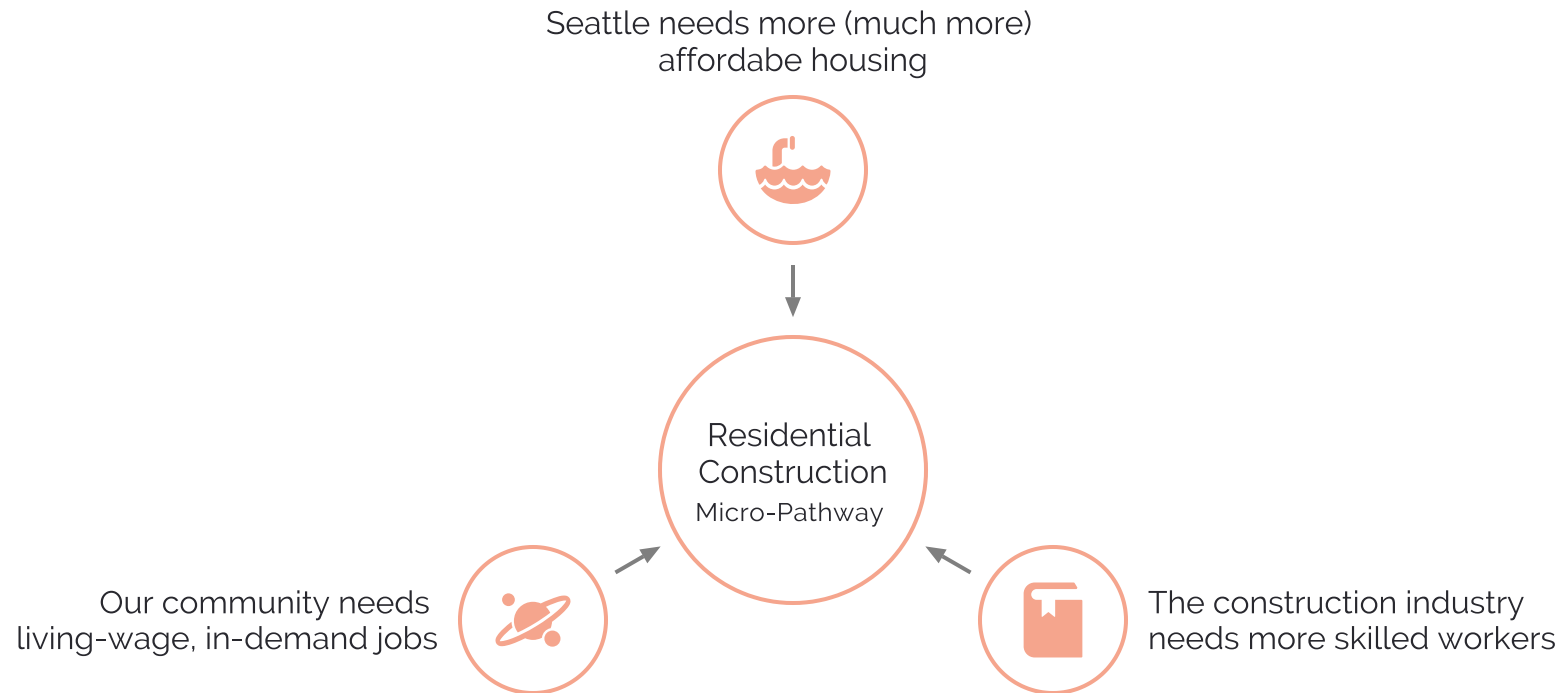 Seattle needs more (much more)
affordabe housing
Residential
Construction
Micro-Pathway
Our community needs
living-wage, in-demand jobs
The construction industry
needs more skilled workers